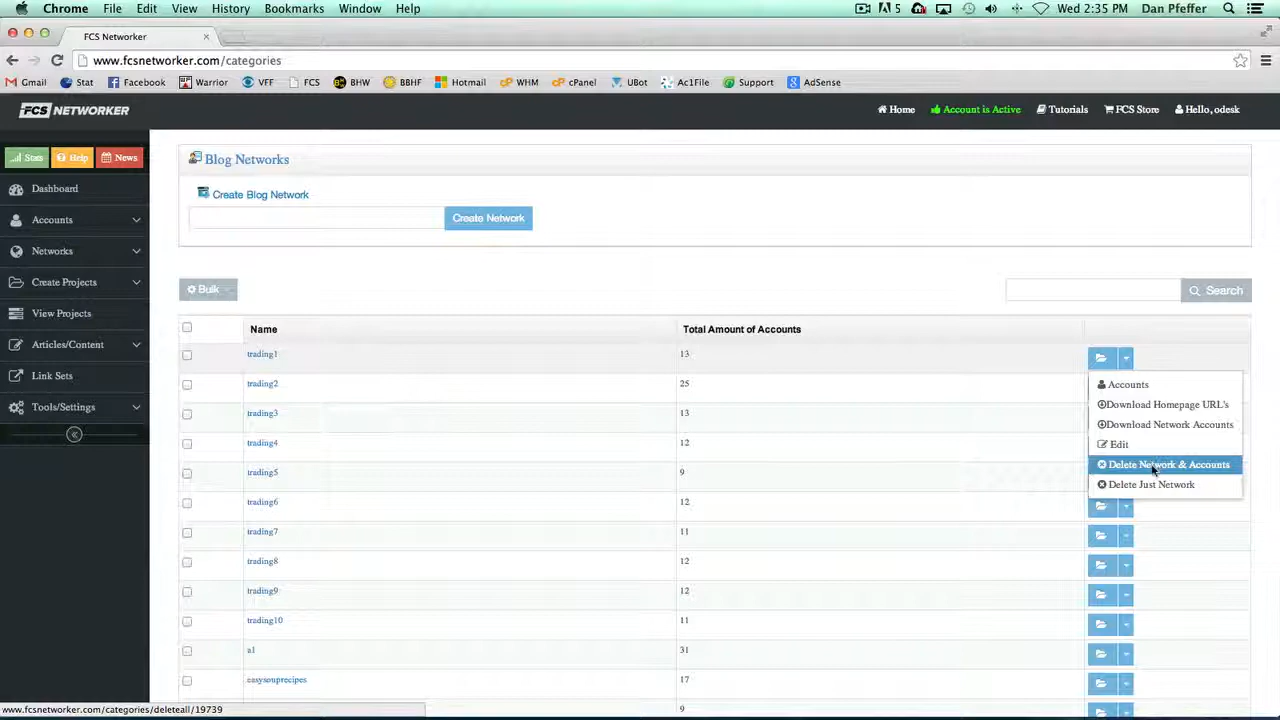 Chrome File Edit View History Bookmarks Window Help 5 Wed 2:35 PM Dan Pfeffer
FCS Networker
www.fcsnetworker.com/categories
Gmail Stat Facebook Warrior VFF FCS BHW BBHF Hotmail WHM cPanel UBot Ac1File Support AdSense
FCS NETWORKER Home Account is Active Tutorials FCS Store Hello, odesk
Stats Help News
Dashboard
Accounts
Networks
Create Projects
View Projects
Articles/Content
Link Sets
Tools/Settings
Blog Networks
Create Blog Network
Create Network
Bulk Search
Name Total Amount of Accounts
trading1 13
trading2 25
trading3 13
trading4 12
trading5 9
trading6 12
trading7 11
trading8 12
trading9 12
trading10 11
a1 31
easysouprecipes 17
9
Accounts
Download Homepage URL's
Download Network Accounts
Edit
Delete Network & Accounts
Delete Just Network
www.fcsnetworker.com/categories/deleteall/19739